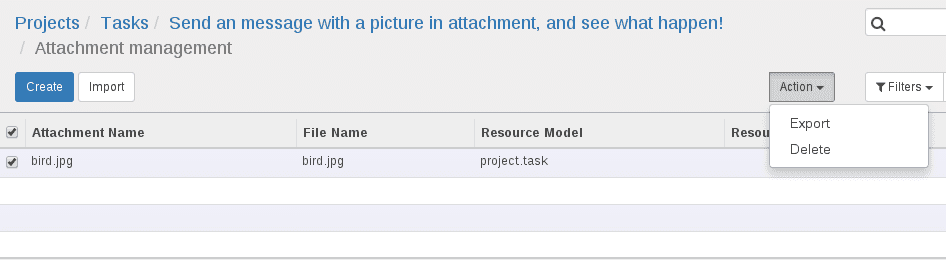 Projects / Tasks / Send an message with a picture in attachment, and see what happen!
/ Attachment management
Create Import Action Filters
Attachment Name File Name Resource Model
Export
Delete
bird.jpg bird.jpg project.task